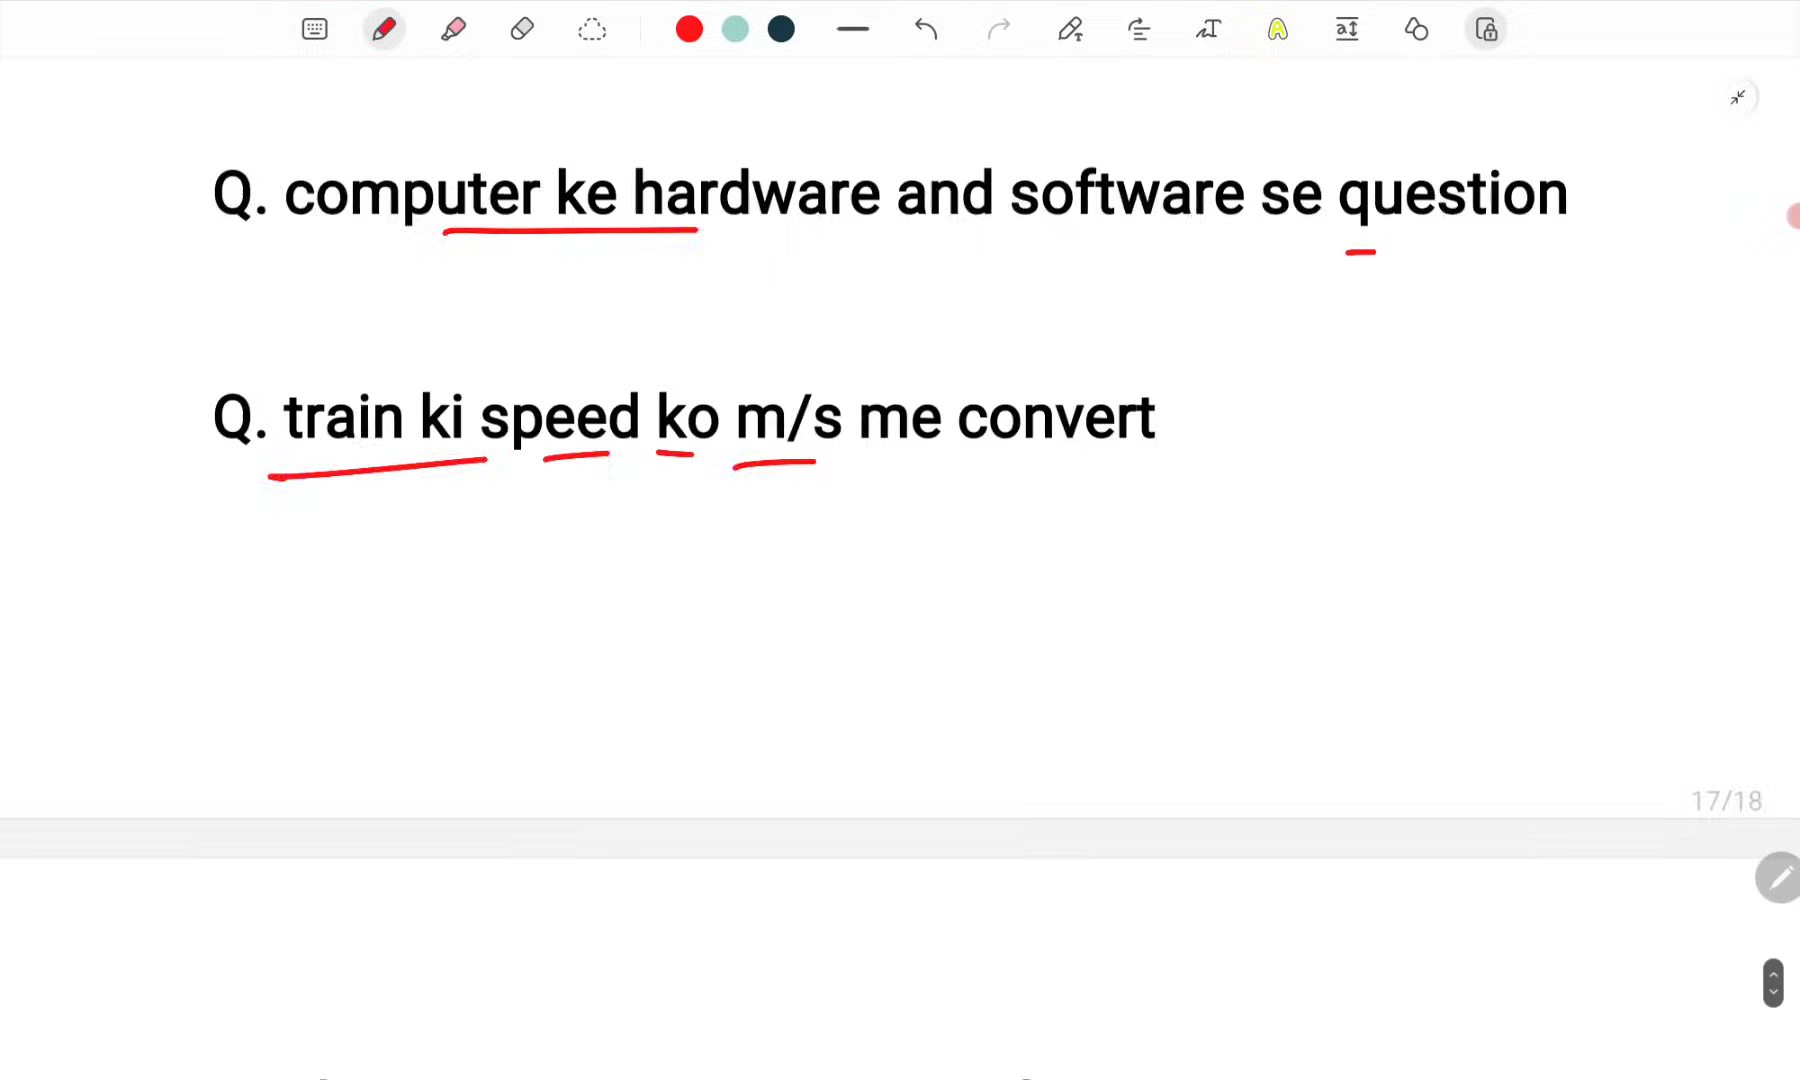 Q. computer ke hardware and software se question
Q. train ki speed ko m/s me convert
17/18